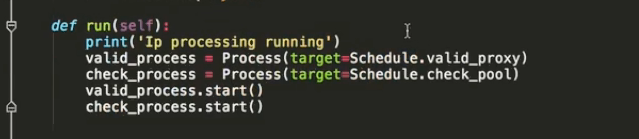 def run(self):
print('Ip processing running')
valid_process = Process(target=Schedule.valid_proxy)
check_process = Process(target=Schedule.check_pool)
valid_process.start()
check_process.start()